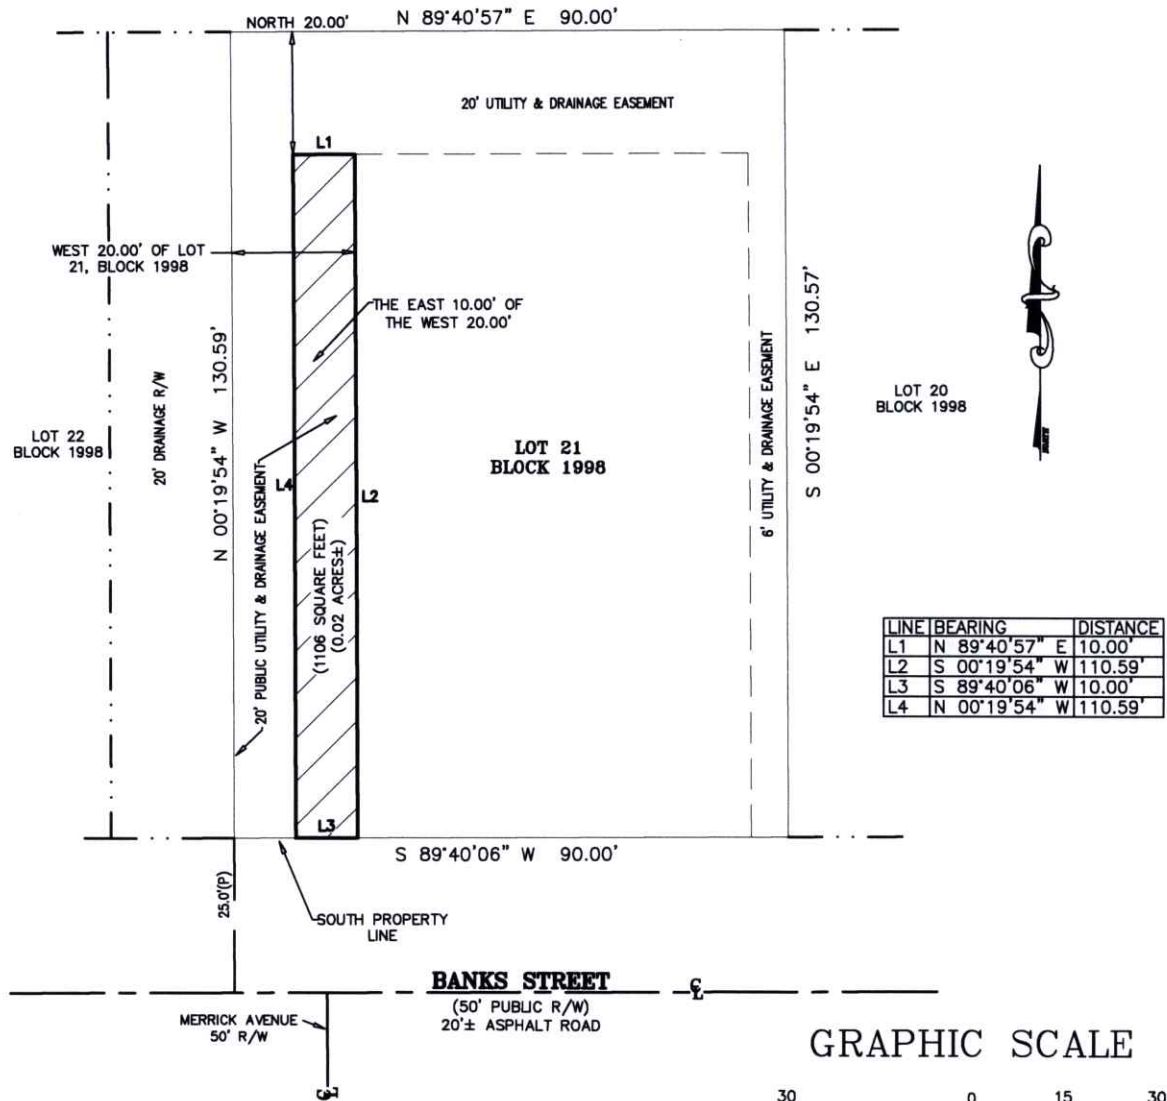 NORTH 20.00'
N 89°40'57" E 90.00'
20' UTILITY & DRAINAGE EASEMENT
L1
WEST 20.00' OF LOT
21, BLOCK 1998
THE EAST 10.00' OF
THE WEST 20.00'
N 00°19'54" W 130.59'
20' DRAINAGE R/W
LOT 22
BLOCK 1998
20' PUBLIC UTILITY & DRAINAGE EASEMENT
L4
L2
(1106 SQUARE FEET)
(0.02 ACRES±)
LOT 21
BLOCK 1998
6' UTILITY & DRAINAGE EASEMENT
S 00°19'54" E 130.57'
LOT 20
BLOCK 1998
NORTH
LINE BEARING DISTANCE
L1 N 89°40'57" E 10.00'
L2 S 00°19'54" W 110.59'
L3 S 89°40'06" W 10.00'
L4 N 00°19'54" W 110.59'
L3
S 89°40'06" W 90.00'
25.0'(P)
SOUTH PROPERTY
LINE
BANKS STREET
(50' PUBLIC R/W)
20'± ASPHALT ROAD
MERRICK AVENUE
50' R/W
GRAPHIC SCALE
30 0 15 30